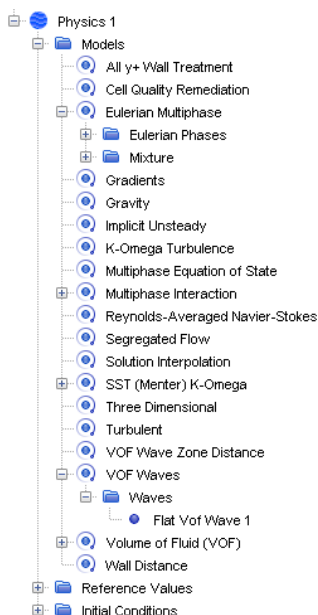 Physics 1
Models
All y+ Wall Treatment
Cell Quality Remediation
Eulerian Multiphase
Eulerian Phases
Mixture
Gradients
Gravity
Implicit Unsteady
K-Omega Turbulence
Multiphase Equation of State
Multiphase Interaction
Reynolds-Averaged Navier-Stokes
Segregated Flow
Solution Interpolation
SST (Menter) K-Omega
Three Dimensional
Turbulent
VOF Wave Zone Distance
VOF Waves
Waves
Flat Vof Wave 1
Volume of Fluid (VOF)
Wall Distance
Reference Values
Initial Conditions